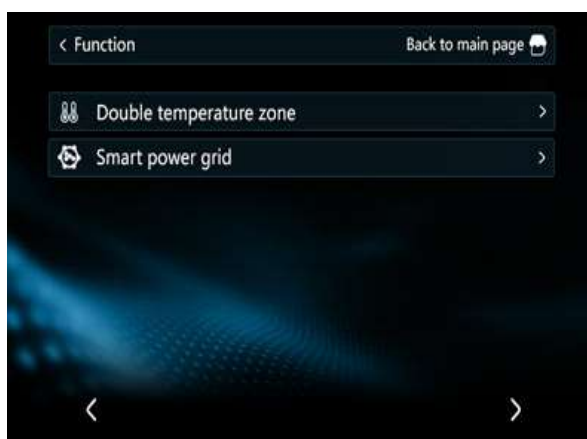 < Function Back to main page
Double temperature zone >
Smart power grid >
< >